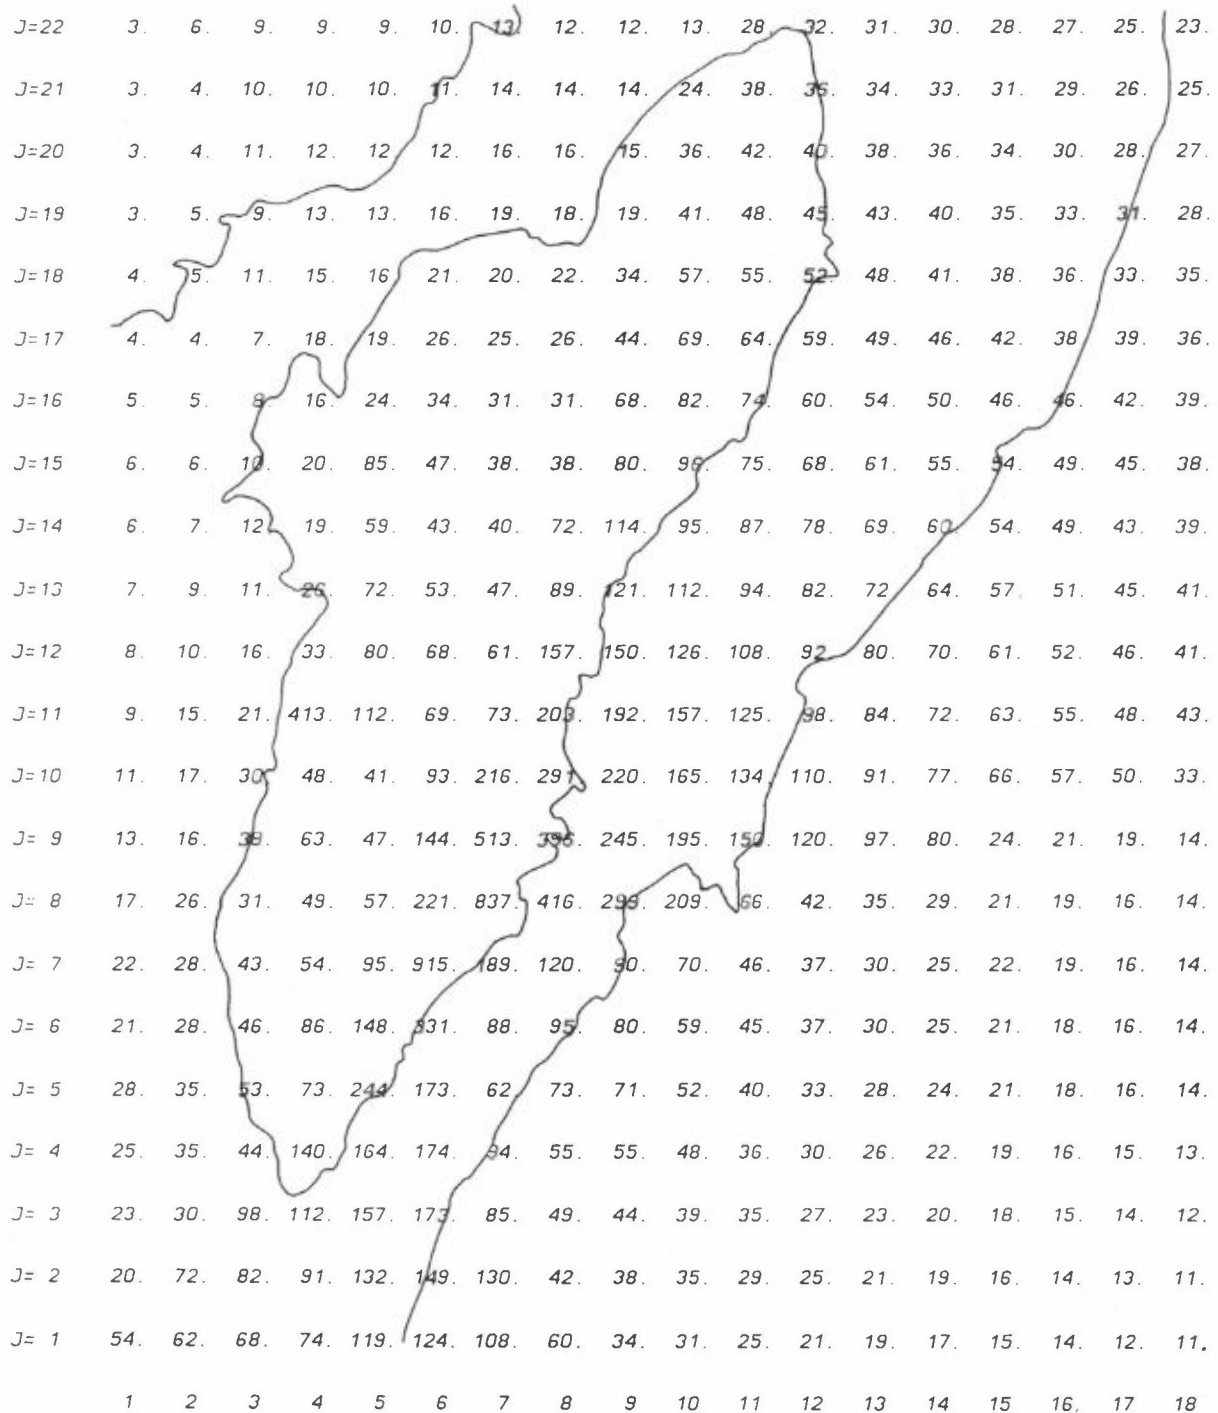 J=22 3. 6. 9. 9. 9. 10. 13. 12. 12. 13. 28. 32. 31. 30. 28. 27. 25. 23.
J=21 3. 4. 10. 10. 10. 11. 14. 14. 14. 24. 38. 35. 34. 33. 31. 29. 26. 25.
J=20 3. 4. 11. 12. 12. 12. 16. 16. 15. 36. 42. 40. 38. 36. 34. 30. 28. 27.
J=19 3. 5. 9. 13. 13. 16. 19. 18. 19. 41. 48. 45. 43. 40. 35. 33. 31. 28.
J=18 4. 5. 11. 15. 16. 21. 20. 22. 34. 57. 55. 52. 48. 41. 38. 36. 33. 35.
J=17 4. 4. 7. 18. 19. 26. 25. 26. 44. 69. 64. 59. 49. 46. 42. 38. 39. 36.
J=16 5. 5. 8. 16. 24. 34. 31. 31. 68. 82. 74. 60. 54. 50. 46. 46. 42. 39.
J=15 6. 6. 10. 20. 85. 47. 38. 38. 80. 96. 75. 68. 61. 55. 54. 49. 45. 38.
J=14 6. 7. 12. 19. 59. 43. 40. 72. 114. 95. 87. 78. 69. 60. 54. 49. 43. 39.
J=13 7. 9. 11. 26. 72. 53. 47. 89. 121. 112. 94. 82. 72. 64. 57. 51. 45. 41.
J=12 8. 10. 16. 33. 80. 68. 61. 157. 150. 126. 108. 92. 80. 70. 61. 52. 46. 41.
J=11 9. 15. 21. 413. 112. 69. 73. 203. 192. 157. 125. 98. 84. 72. 63. 55. 48. 43.
J=10 11. 17. 30. 48. 41. 93. 216. 291. 220. 165. 134. 110. 91. 77. 66. 57. 50. 33.
J= 9 13. 16. 38. 63. 47. 144. 513. 396. 245. 195. 150. 120. 97. 80. 24. 21. 19. 14.
J= 8 17. 26. 31. 49. 57. 221. 837. 416. 299. 209. 66. 42. 35. 29. 21. 19. 16. 14.
J= 7 22. 28. 43. 54. 95. 915. 189. 120. 90. 70. 46. 37. 30. 25. 22. 19. 16. 14.
J= 6 21. 28. 46. 86. 148. 331. 88. 95. 80. 59. 45. 37. 30. 25. 21. 18. 16. 14.
J= 5 28. 35. 53. 73. 244. 173. 62. 73. 71. 52. 40. 33. 28. 24. 21. 18. 16. 14.
J= 4 25. 35. 44. 140. 164. 174. 94. 55. 55. 48. 36. 30. 26. 22. 19. 16. 15. 13.
J= 3 23. 30. 98. 112. 157. 173. 85. 49. 44. 39. 35. 27. 23. 20. 18. 15. 14. 12.
J= 2 20. 72. 82. 91. 132. 149. 130. 42. 38. 35. 29. 25. 21. 19. 16. 14. 13. 11.
J= 1 54. 62. 68. 74. 119. 124. 108. 60. 34. 31. 25. 21. 19. 17. 15. 14. 12. 11.
1 2 3 4 5 6 7 8 9 10 11 12 13 14 15 16, 17 18